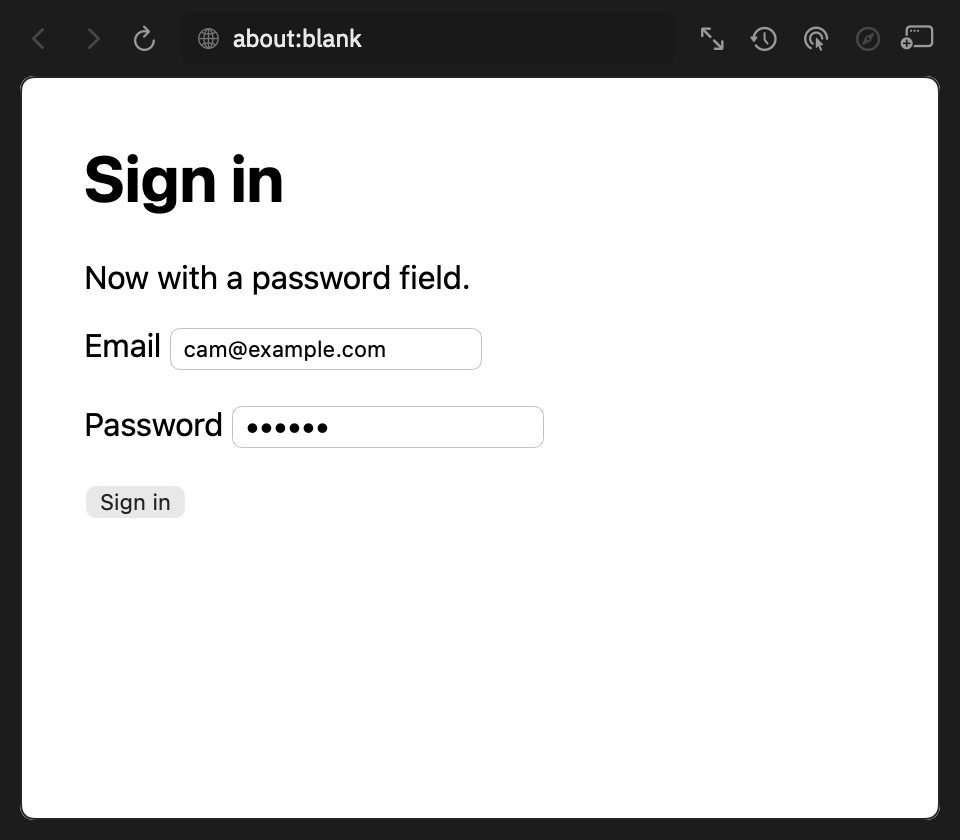 about:blank
Sign in
Now with a password field.
Email cam@example.com
Password ••••••
Sign in